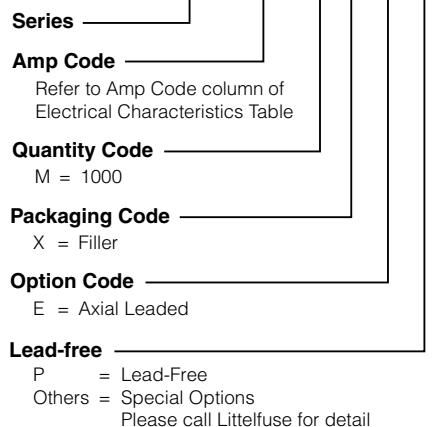 Series
Amp Code
Refer to Amp Code column of
Electrical Characteristics Table
Quantity Code
M = 1000
Packaging Code
X = Filler
Option Code
E = Axial Leaded
Lead-free
P = Lead-Free
Others = Special Options
Please call Littelfuse for detail